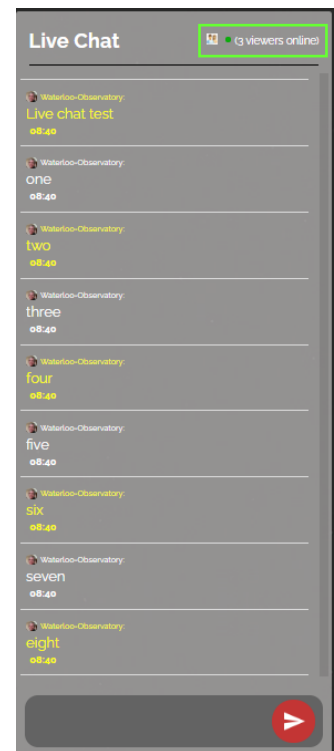 Live Chat
(3 viewers online)
Waterloo-Observatory:
Live chat test
08:40
Waterloo-Observatory:
one
08:40
Waterloo-Observatory:
two
08:40
Waterloo-Observatory:
three
08:40
Waterloo-Observatory:
four
08:40
Waterloo-Observatory:
five
08:40
Waterloo-Observatory:
six
08:40
Waterloo-Observatory:
seven
08:40
Waterloo-Observatory:
eight
08:40